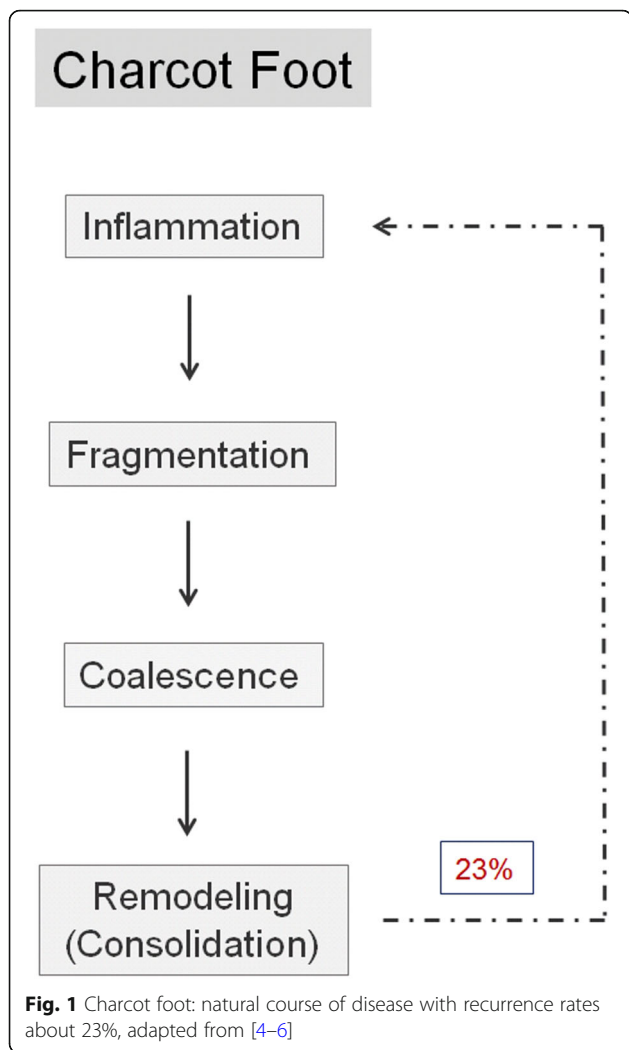 Charcot Foot
Inflammation
Fragmentation
Coalescence
Remodeling
(Consolidation)
23%
Fig. 1 Charcot foot: natural course of disease with recurrence rates
about 23%, adapted from [4–6]